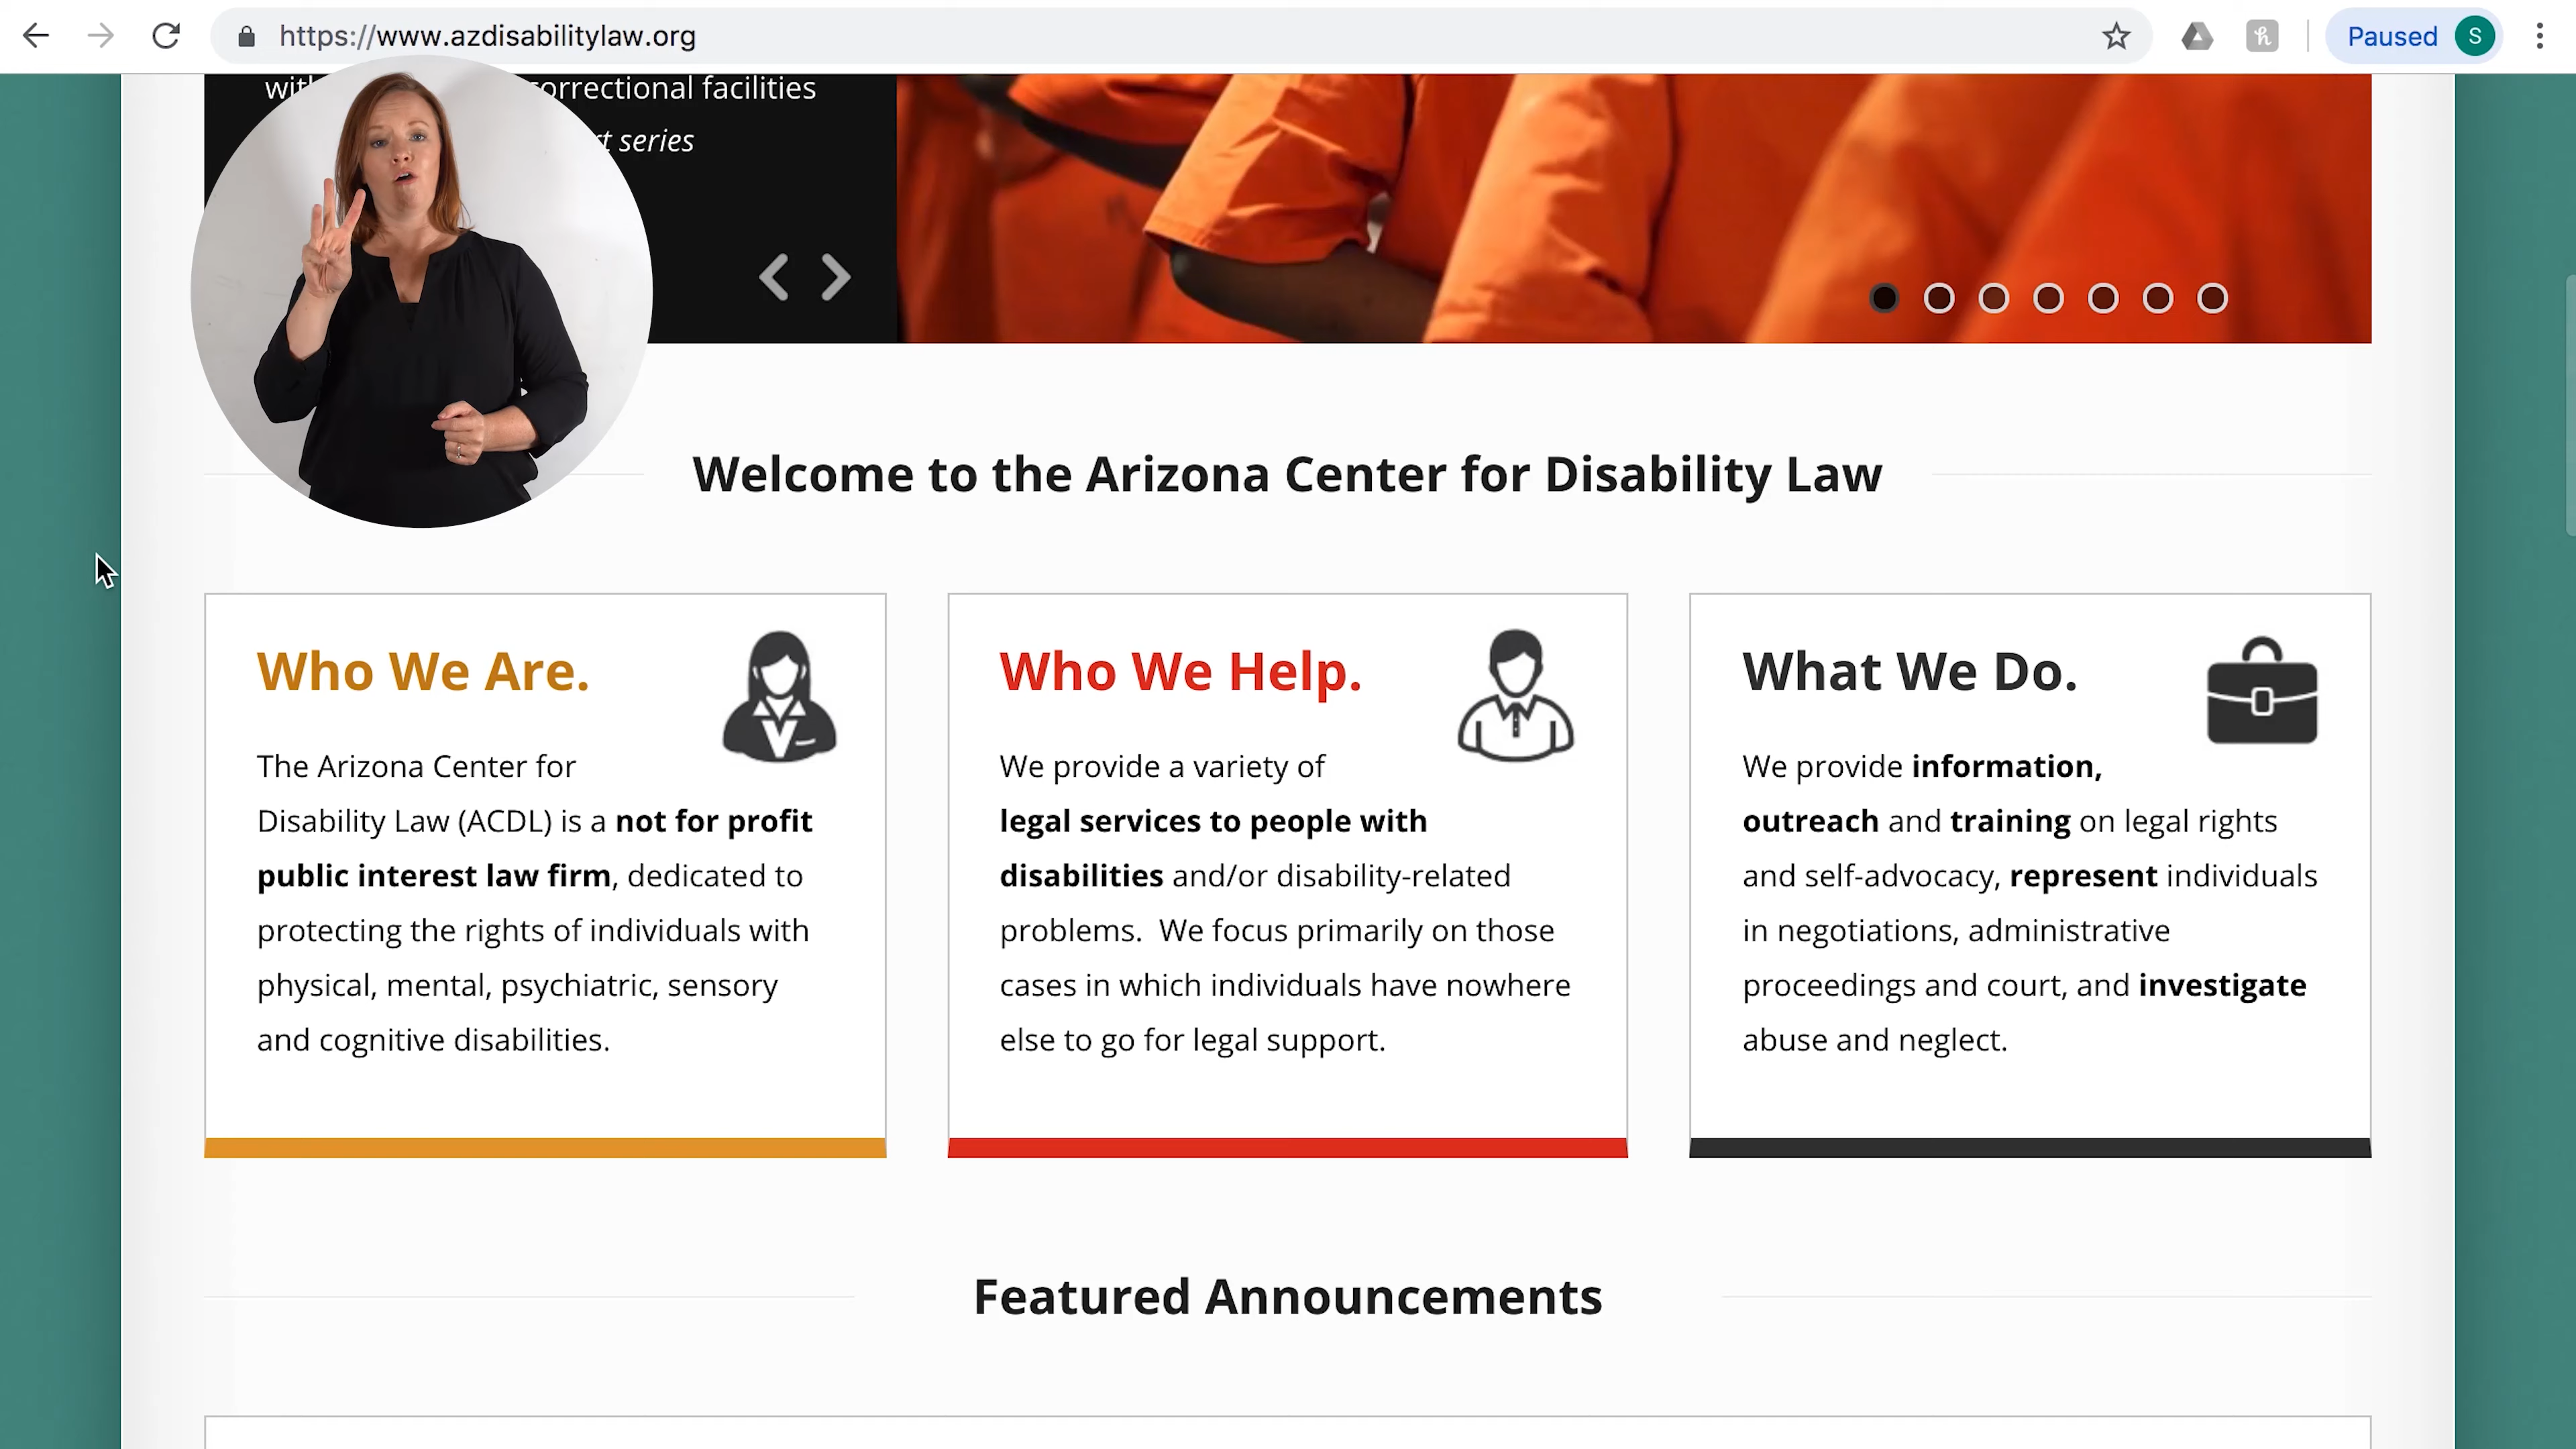 https://www.azdisabilitylaw.org
Paused S
correctional facilities
series
Welcome to the Arizona Center for Disability Law
Who We Are.
The Arizona Center for
Disability Law (ACDL) is a not for profit
public interest law firm, dedicated to
protecting the rights of individuals with
physical, mental, psychiatric, sensory
and cognitive disabilities.
Who We Help.
We provide a variety of
legal services to people with
disabilities and/or disability-related
problems. We focus primarily on those
cases in which individuals have nowhere
else to go for legal support.
What We Do.
We provide information,
outreach and training on legal rights
and self-advocacy, represent individuals
in negotiations, administrative
proceedings and court, and investigate
abuse and neglect.
Featured Announcements